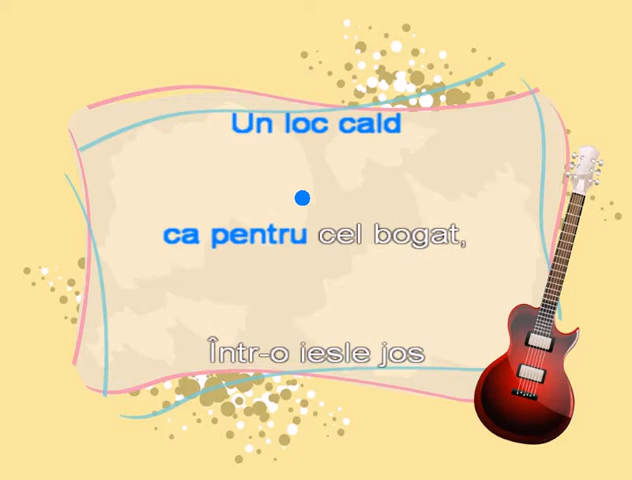 Un loc cald
ca pentru cel bogat,
Într-o iesle jos